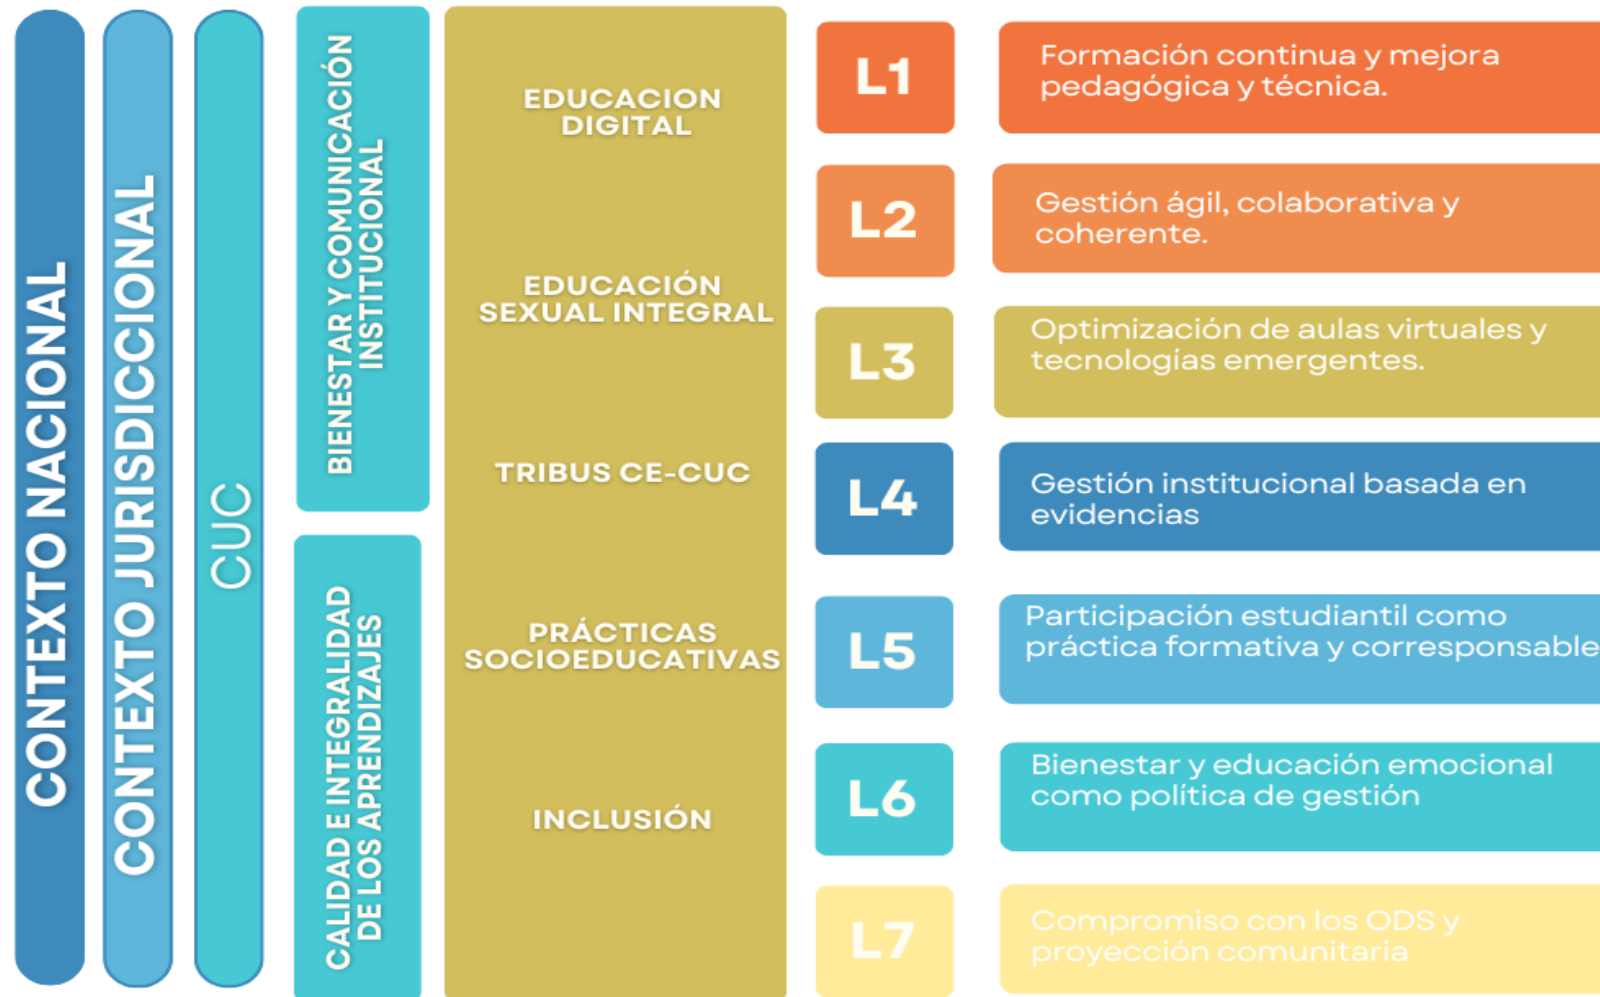 CONTEXTO NACIONAL
CONTEXTO JURISDICCIONAL
CUC
BIENESTAR Y COMUNICACIÓN
INSTITUCIONAL
CALIDAD E INTEGRALIDAD
DE LOS APRENDIZAJES
EDUCACION
DIGITAL
EDUCACIÓN
SEXUAL INTEGRAL
TRIBUS CE-CUC
PRÁCTICAS
SOCIOEDUCATIVAS
INCLUSIÓN
L1
Formación continua y mejora
pedagógica y técnica.
L2
Gestión ágil, colaborativa y
coherente.
L3
Optimización de aulas virtuales y
tecnologías emergentes.
L4
Gestión institucional basada en
evidencias
L5
Participación estudiantil como
práctica formativa y corresponsable
L6
Bienestar y educación emocional
como política de gestión
L7
Compromiso con los ODS y
proyección comunitaria